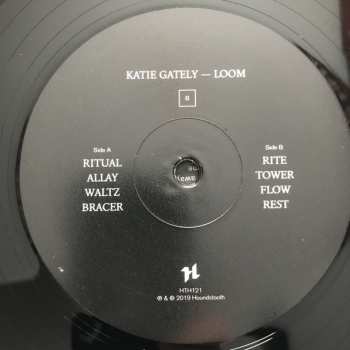 KATIE GATELY — LOOM
Side A
RITUAL
ALLAY
WALTZ
BRACER
Side B
RITE
TOWER
FLOW
REST
H
HTH121
℗ & © 2019 Houndstooth